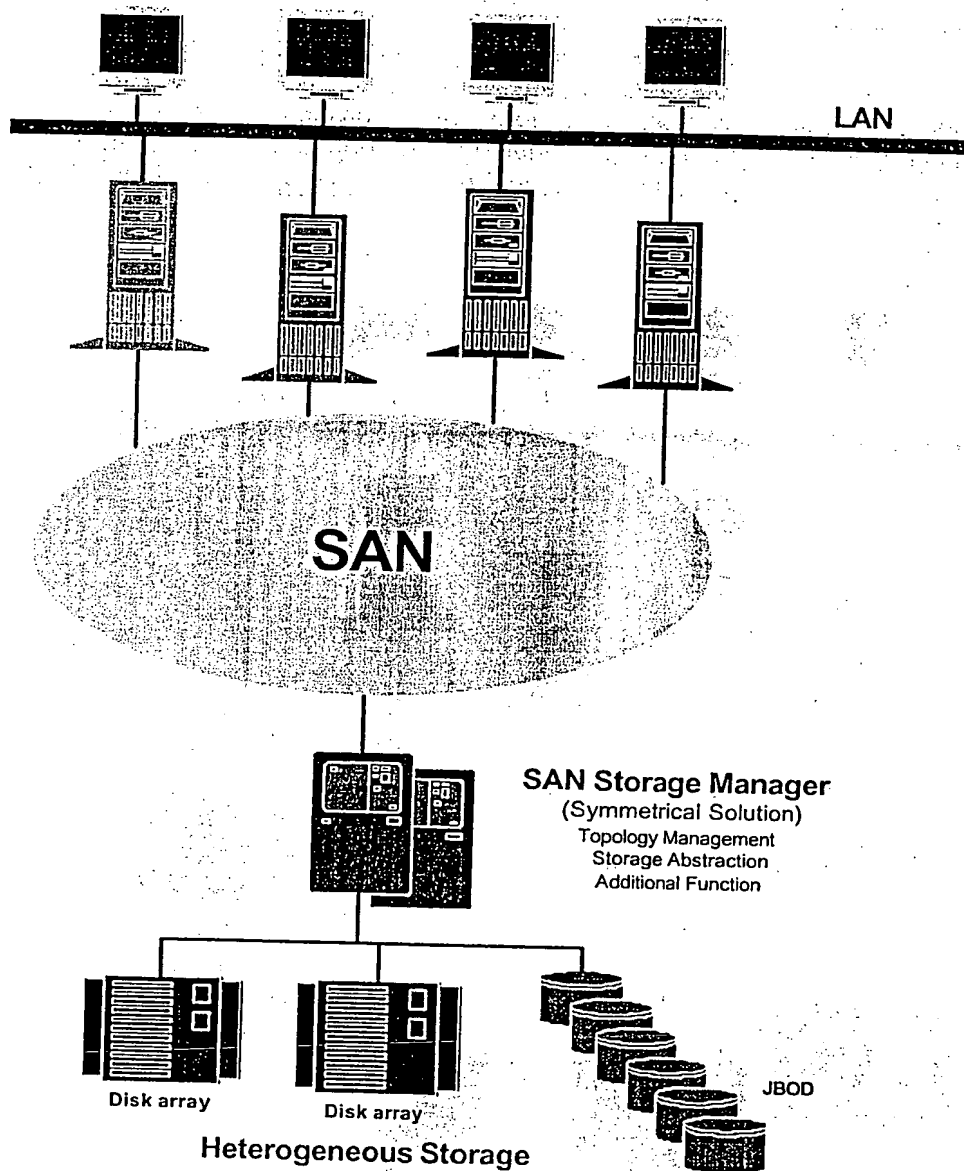 LAN
SAN
SAN Storage Manager
(Symmetrical Solution)
Topology Management
Storage Abstraction
Additional Function
Disk array
Disk array
JBOD
Heterogeneous Storage